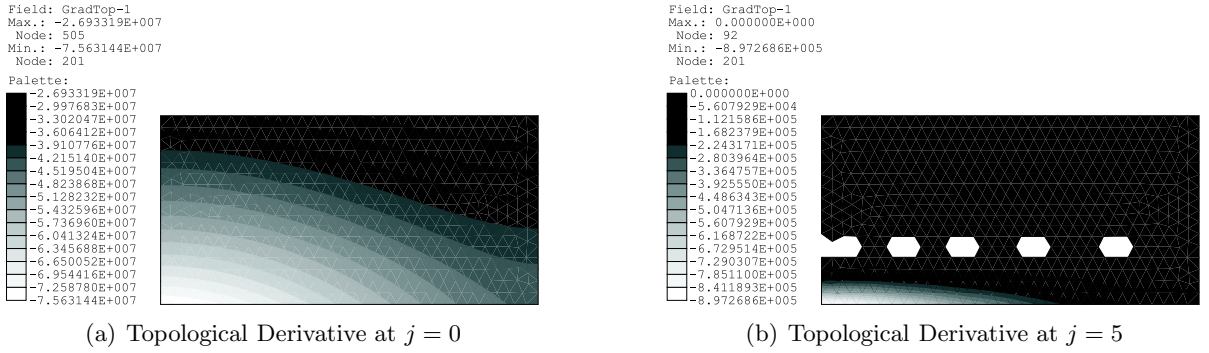 Field: GradTop-1
Max.: -2.693319E+007
Node: 505
Min.: -7.563144E+007
Node: 201
Palette:
-2.693319E+007
-2.997683E+007
-3.302047E+007
-3.606412E+007
-3.910776E+007
-4.215140E+007
-4.519504E+007
-4.823868E+007
-5.128232E+007
-5.432596E+007
-5.736960E+007
-6.041324E+007
-6.345688E+007
-6.650052E+007
-6.954416E+007
-7.258780E+007
-7.563144E+007
(a) Topological Derivative at j = 0
Field: GradTop-1
Max.: 0.000000E+000
Node: 92
Min.: -8.972686E+005
Node: 201
Palette:
0.000000E+000
-5.607929E+004
-1.121586E+005
-1.682379E+005
-2.243171E+005
-2.803964E+005
-3.364757E+005
-3.925550E+005
-4.486343E+005
-5.047136E+005
-5.607929E+005
-6.168722E+005
-6.729514E+005
-7.290307E+005
-7.851100E+005
-8.411893E+005
-8.972686E+005
(b) Topological Derivative at j = 5